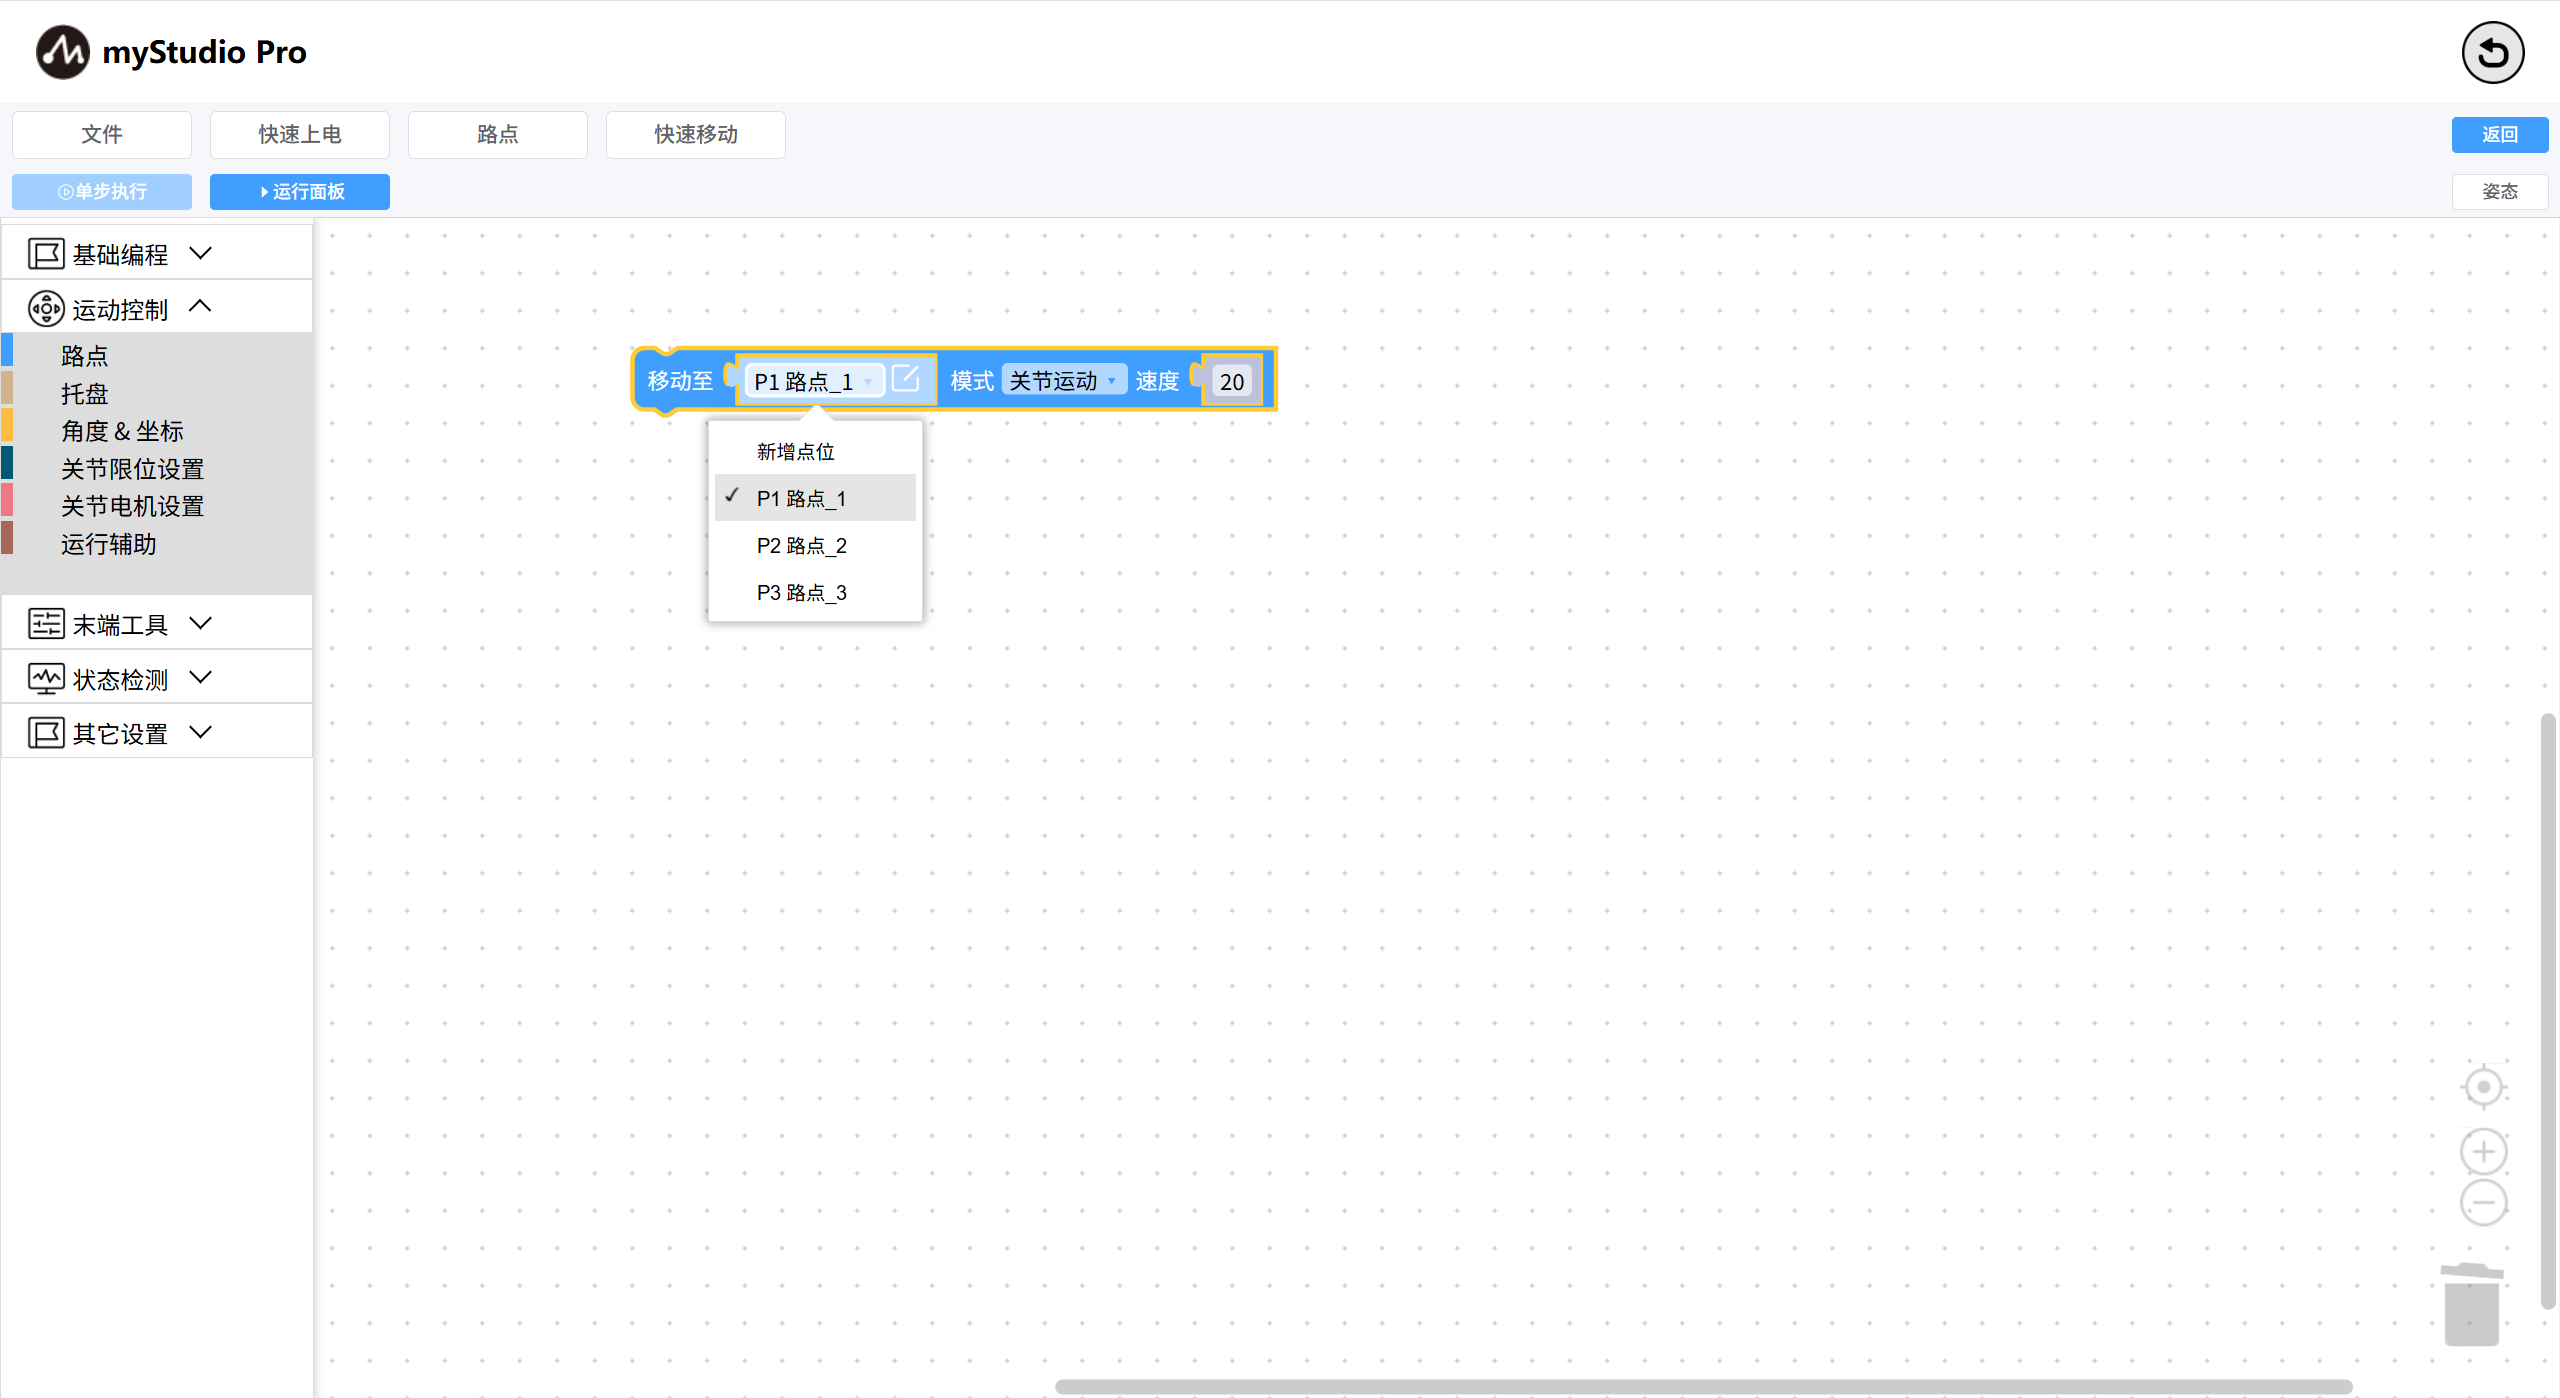 myStudio Pro
文件
快速上电
路点
快速移动
返回
单步执行
运行面板
姿态
基础编程
运动控制
路点
托盘
角度 & 坐标
关节限位设置
关节电机设置
运行辅助
末端工具
状态检测
其它设置
移动至 P1 路点_1 模式 关节运动 速度 20
新增点位
✓ P1 路点_1
P2 路点_2
P3 路点_3